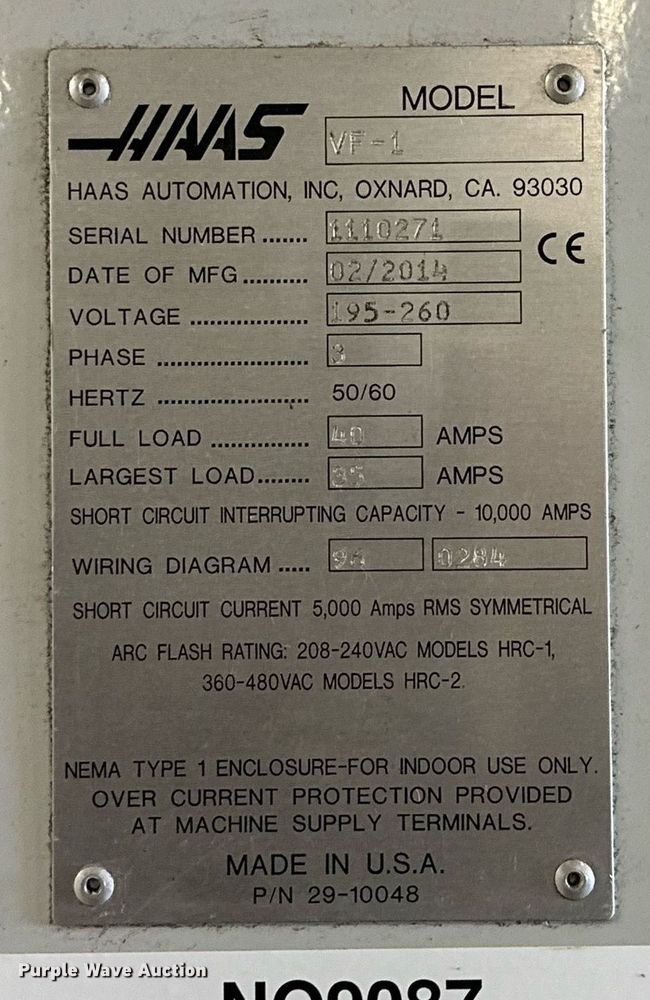 MODEL
HAAS VF-1
HAAS AUTOMATION, INC, OXNARD, CA. 93030
SERIAL NUMBER ....... 1110271
CE
DATE OF MFG .......... 02/2014
VOLTAGE .................. 195-260
PHASE ....................... 3
HERTZ ....................... 50/60
FULL LOAD ............... 40 AMPS
LARGEST LOAD........ 35 AMPS
SHORT CIRCUIT INTERRUPTING CAPACITY - 10,000 AMPS
WIRING DIAGRAM ..... 96 0284
SHORT CIRCUIT CURRENT 5,000 Amps RMS SYMMETRICAL
ARC FLASH RATING: 208-240VAC MODELS HRC-1,
360-480VAC MODELS HRC-2.
NEMA TYPE 1 ENCLOSURE-FOR INDOOR USE ONLY.
OVER CURRENT PROTECTION PROVIDED
AT MACHINE SUPPLY TERMINALS.
MADE IN U.S.A.
P/N 29-10048
Purple Wave Auction